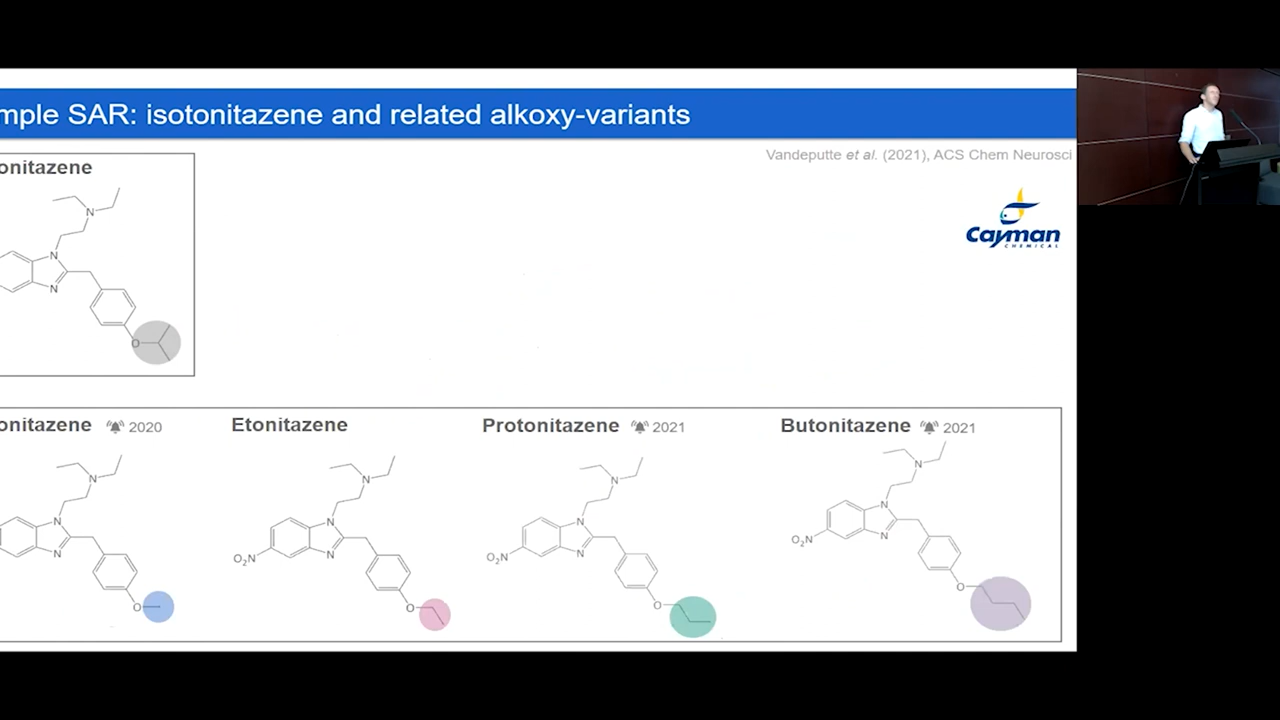 mple SAR: isotonitazene and related alkoxy-variants
Vandeputte et al. (2021), ACS Chem Neurosci
onitazene
Cayman
CHEMICAL
N
N
N
O
onitazene 2020
Etonitazene
Protonitazene 2021
Butonitazene 2021
N
N
N
O
N
N
N
O₂N
O
N
N
N
O₂N
O
N
N
N
O₂N
O